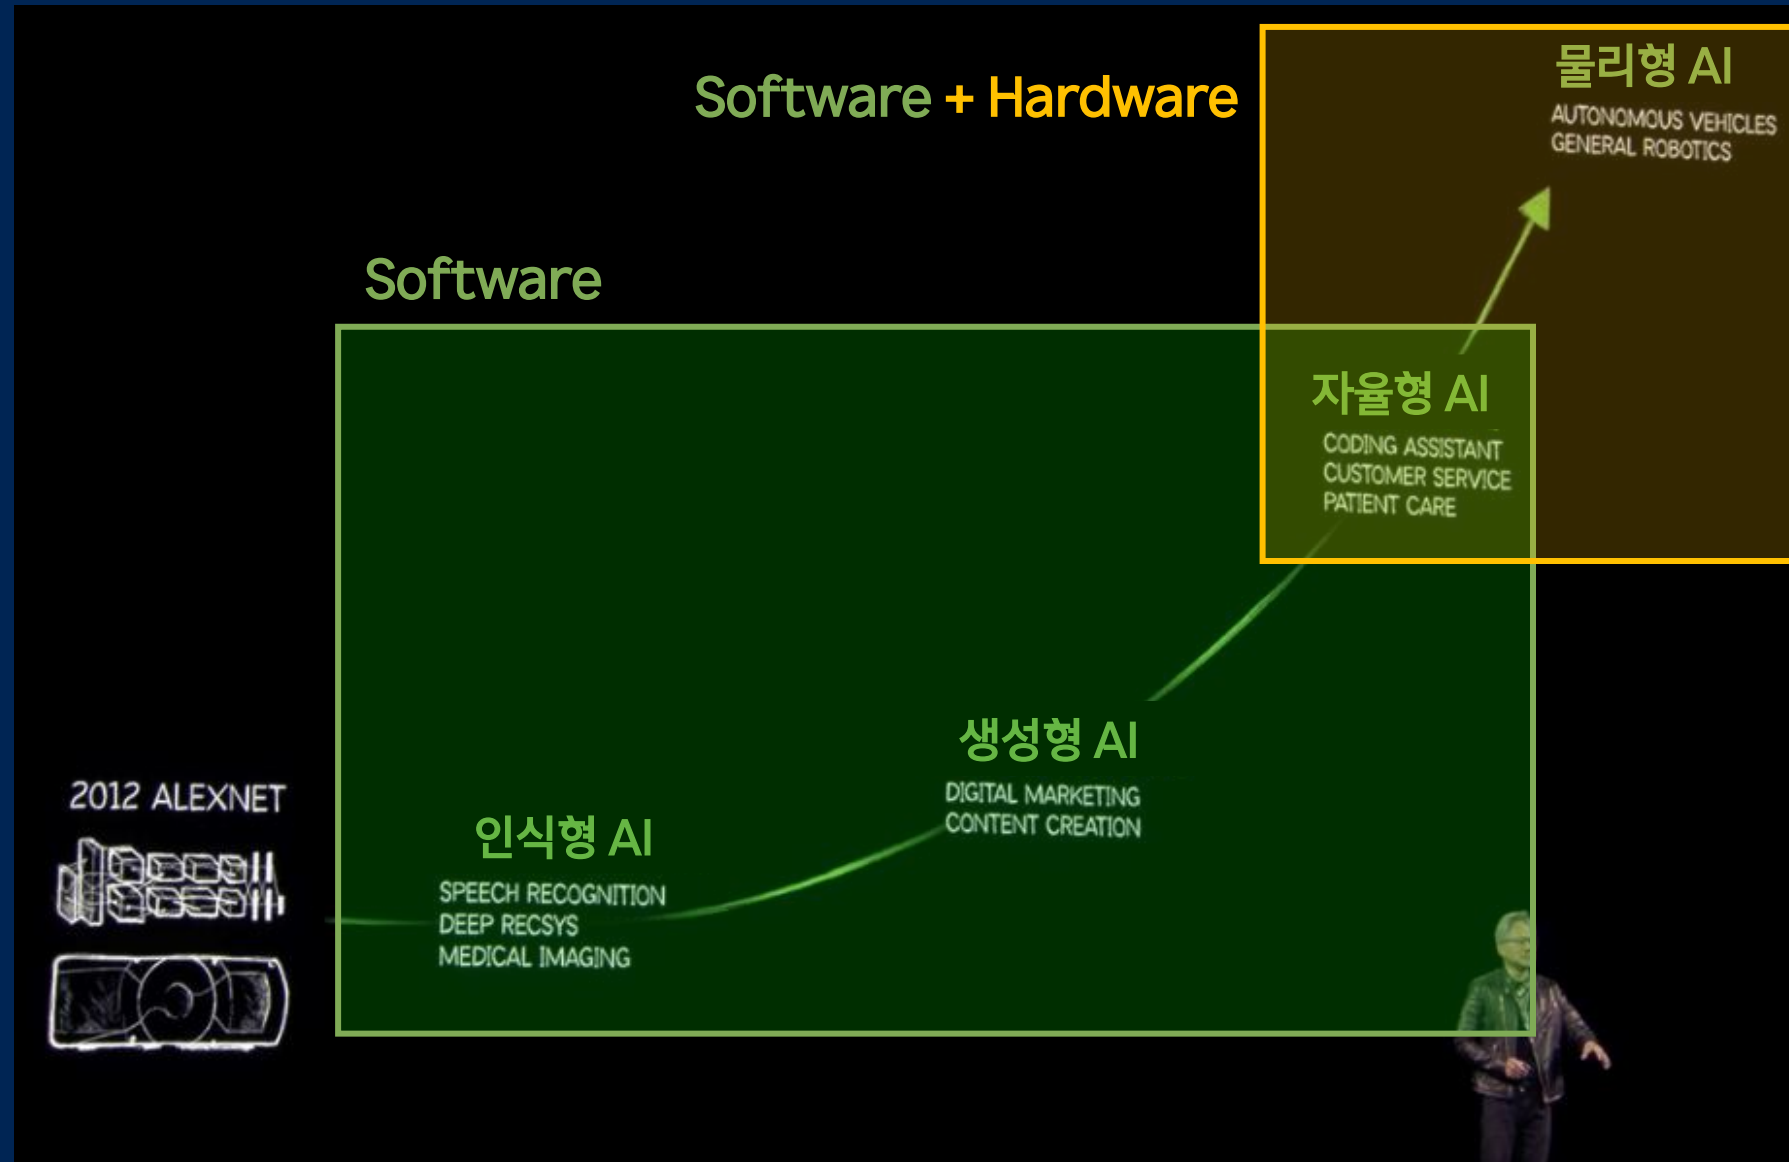 Software + Hardware
물리형 AI
AUTONOMOUS VEHICLES
GENERAL ROBOTICS
Software
자율형 AI
CODING ASSISTANT
CUSTOMER SERVICE
PATIENT CARE
생성형 AI
DIGITAL MARKETING
CONTENT CREATION
2012 ALEXNET
인식형 AI
SPEECH RECOGNITION
DEEP RECSYS
MEDICAL IMAGING